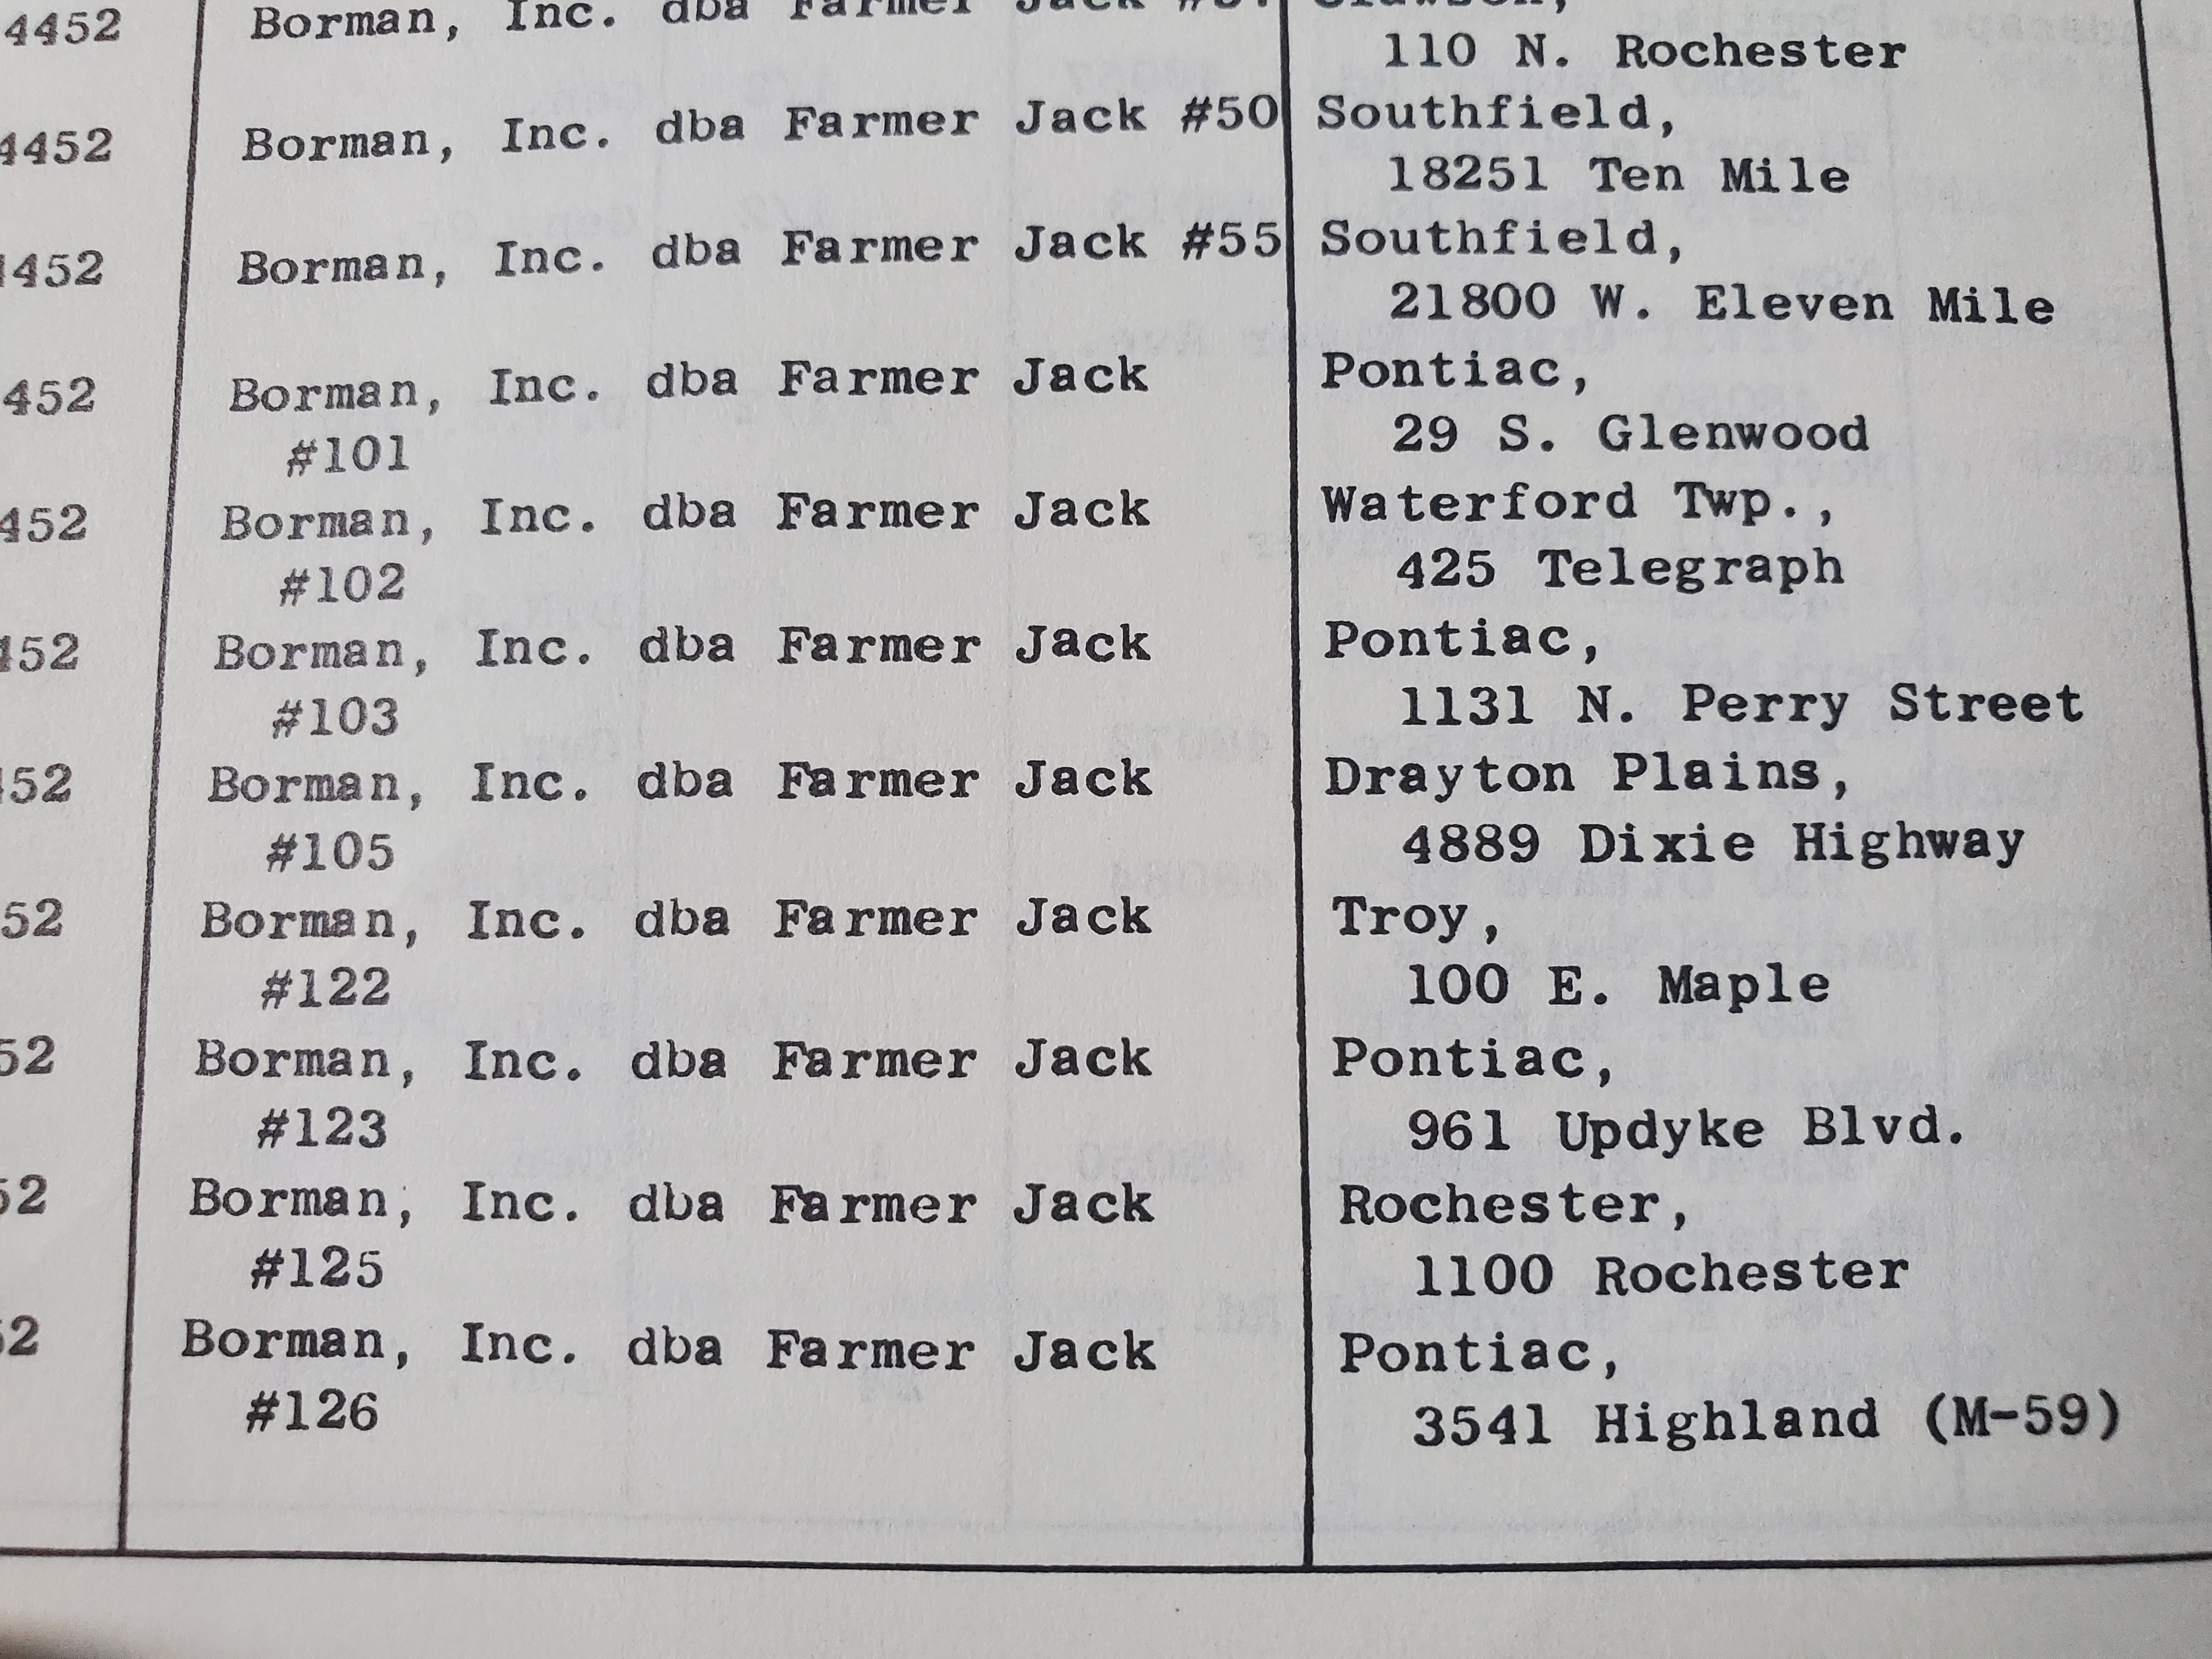 4452 Borman, Inc. dba Farmer Jack Clawson,
110 N. Rochester
4452 Borman, Inc. dba Farmer Jack #50 Southfield,
18251 Ten Mile
4452 Borman, Inc. dba Farmer Jack #55 Southfield,
21800 W. Eleven Mile
452 Borman, Inc. dba Farmer Jack Pontiac,
#101 29 S. Glenwood
452 Borman, Inc. dba Farmer Jack Waterford Twp.,
#102 425 Telegraph
452 Borman, Inc. dba Farmer Jack Pontiac,
#103 1131 N. Perry Street
52 Borman, Inc. dba Farmer Jack Drayton Plains,
#105 4889 Dixie Highway
52 Borman, Inc. dba Farmer Jack Troy,
#122 100 E. Maple
52 Borman, Inc. dba Farmer Jack Pontiac,
#123 961 Updyke Blvd.
52 Borman, Inc. dba Farmer Jack Rochester,
#125 1100 Rochester
52 Borman, Inc. dba Farmer Jack Pontiac,
#126 3541 Highland (M-59)